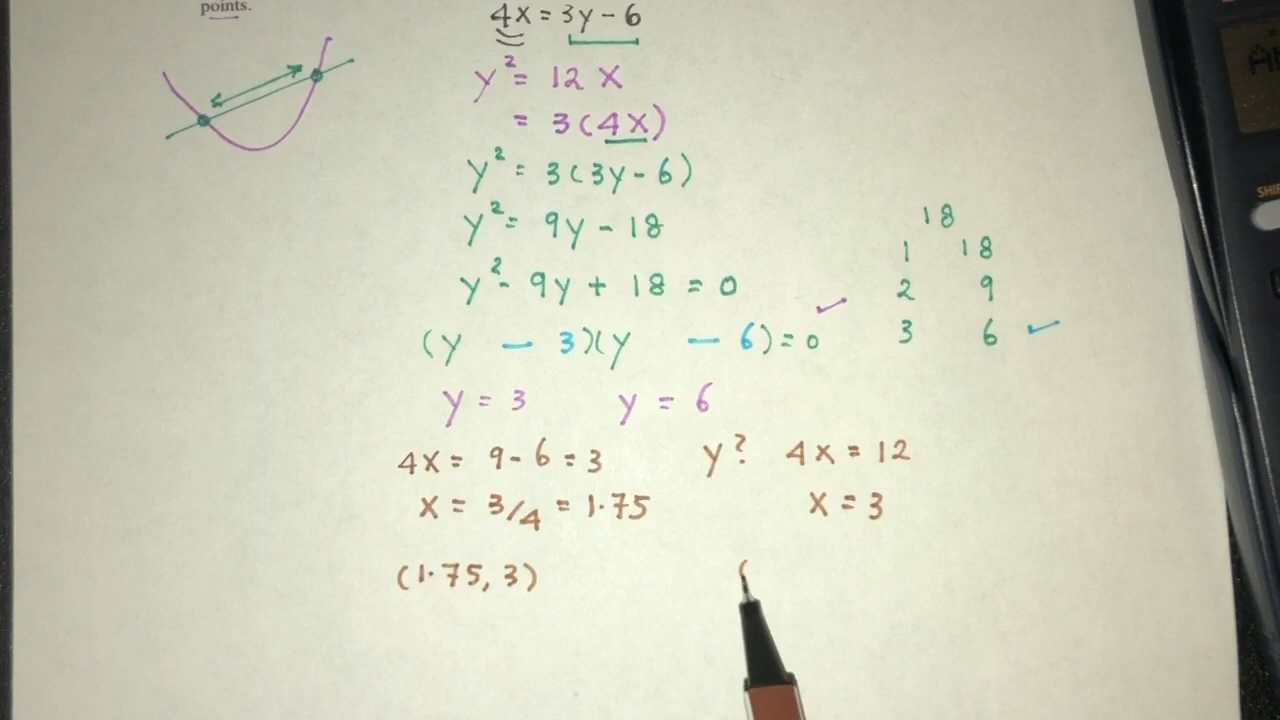 points.
4x = 3y - 6
y² = 12x
= 3(4x)
y² = 3(3y - 6)
y² = 9y - 18
y² - 9y + 18 = 0
(y - 3)(y - 6) = 0
18
1 18
2 9
3 6
y = 3 y = 6
4x = 9 - 6 = 3
x = 3/4 = 1.75
(1.75, 3)
y? 4x = 12
x = 3
(